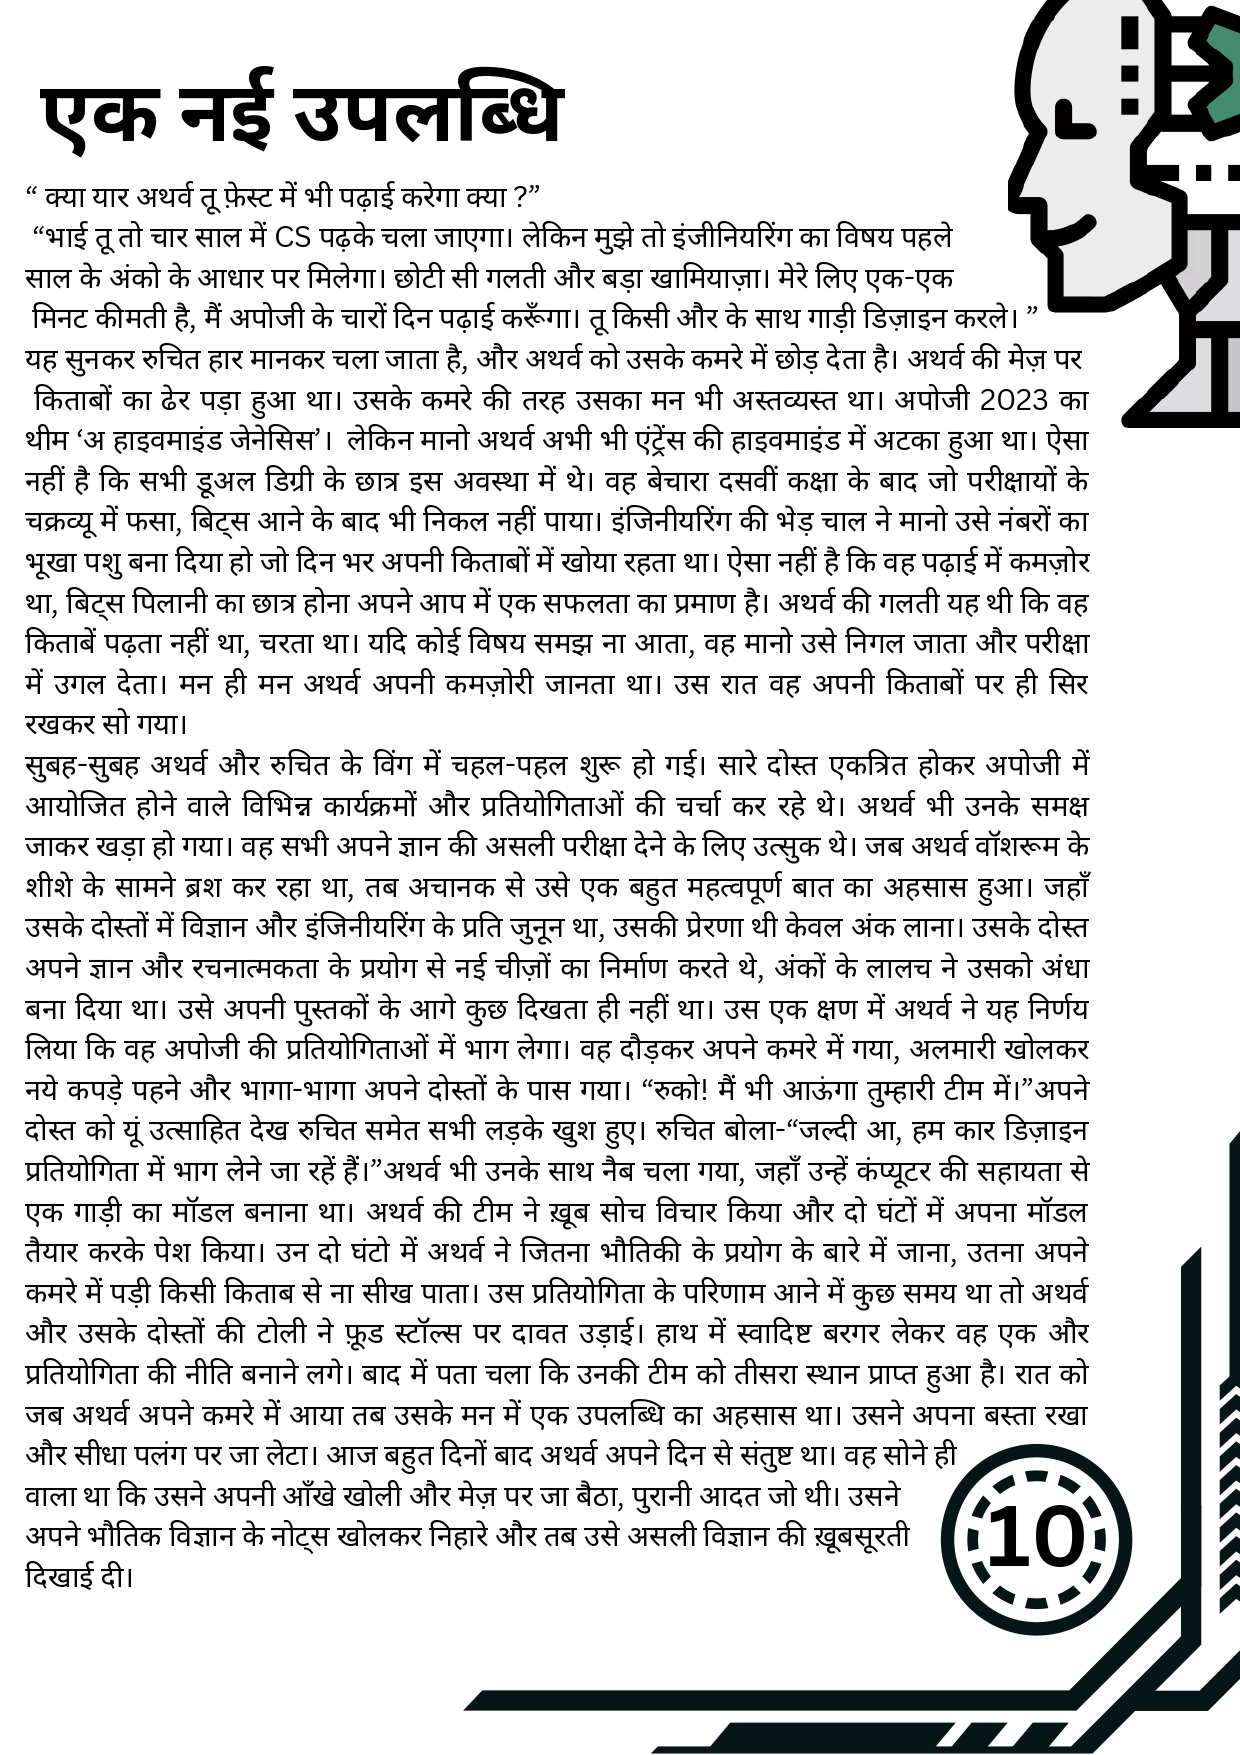 एक नई उपलब्धि
“ क्या यार अथर्व तू फ़ेस्ट में भी पढ़ाई करेगा क्या ?”
“भाई तू तो चार साल में CS पढ़के चला जाएगा। लेकिन मुझे तो इंजीनियरिंग का विषय पहले
साल के अंको के आधार पर मिलेगा। छोटी सी गलती और बड़ा खामियाज़ा। मेरे लिए एक-एक
मिनट कीमती है, मैं अपोजी के चारों दिन पढ़ाई करूँगा। तू किसी और के साथ गाड़ी डिज़ाइन करले। ”
यह सुनकर रुचित हार मानकर चला जाता है, और अथर्व को उसके कमरे में छोड़ देता है। अथर्व की मेज़ पर
किताबों का ढेर पड़ा हुआ था। उसके कमरे की तरह उसका मन भी अस्तव्यस्त था। अपोजी 2023 का
थीम ‘अ हाइवमाइंड जेनेसिस’। लेकिन मानो अथर्व अभी भी एंट्रेंस की हाइवमाइंड में अटका हुआ था। ऐसा
नहीं है कि सभी डूअल डिग्री के छात्र इस अवस्था में थे। वह बेचारा दसवीं कक्षा के बाद जो परीक्षायों के
चक्रव्यू में फसा, बिट्स आने के बाद भी निकल नहीं पाया। इंजिनीयरिंग की भेड़ चाल ने मानो उसे नंबरों का
भूखा पशु बना दिया हो जो दिन भर अपनी किताबों में खोया रहता था। ऐसा नहीं है कि वह पढ़ाई में कमज़ोर
था, बिट्स पिलानी का छात्र होना अपने आप में एक सफलता का प्रमाण है। अथर्व की गलती यह थी कि वह
किताबें पढ़ता नहीं था, चरता था। यदि कोई विषय समझ ना आता, वह मानो उसे निगल जाता और परीक्षा
में उगल देता। मन ही मन अथर्व अपनी कमज़ोरी जानता था। उस रात वह अपनी किताबों पर ही सिर
रखकर सो गया।
सुबह-सुबह अथर्व और रुचित के विंग में चहल-पहल शुरू हो गई। सारे दोस्त एकत्रित होकर अपोजी में
आयोजित होने वाले विभिन्न कार्यक्रमों और प्रतियोगिताओं की चर्चा कर रहे थे। अथर्व भी उनके समक्ष
जाकर खड़ा हो गया। वह सभी अपने ज्ञान की असली परीक्षा देने के लिए उत्सुक थे। जब अथर्व वॉशरूम के
शीशे के सामने ब्रश कर रहा था, तब अचानक से उसे एक बहुत महत्वपूर्ण बात का अहसास हुआ। जहाँ
उसके दोस्तों में विज्ञान और इंजिनीयरिंग के प्रति जुनून था, उसकी प्रेरणा थी केवल अंक लाना। उसके दोस्त
अपने ज्ञान और रचनात्मकता के प्रयोग से नई चीज़ों का निर्माण करते थे, अंकों के लालच ने उसको अंधा
बना दिया था। उसे अपनी पुस्तकों के आगे कुछ दिखता ही नहीं था। उस एक क्षण में अथर्व ने यह निर्णय
लिया कि वह अपोजी की प्रतियोगिताओं में भाग लेगा। वह दौड़कर अपने कमरे में गया, अलमारी खोलकर
नये कपड़े पहने और भागा-भागा अपने दोस्तों के पास गया। “रुको! मैं भी आऊंगा तुम्हारी टीम में।”अपने
दोस्त को यूं उत्साहित देख रुचित समेत सभी लड़के खुश हुए। रुचित बोला-“जल्दी आ, हम कार डिज़ाइन
प्रतियोगिता में भाग लेने जा रहें हैं।”अथर्व भी उनके साथ नैब चला गया, जहाँ उन्हें कंप्यूटर की सहायता से
एक गाड़ी का मॉडल बनाना था। अथर्व की टीम ने ख़ूब सोच विचार किया और दो घंटों में अपना मॉडल
तैयार करके पेश किया। उन दो घंटो में अथर्व ने जितना भौतिकी के प्रयोग के बारे में जाना, उतना अपने
कमरे में पड़ी किसी किताब से ना सीख पाता। उस प्रतियोगिता के परिणाम आने में कुछ समय था तो अथर्व
और उसके दोस्तों की टोली ने फ़ूड स्टॉल्स पर दावत उड़ाई। हाथ में स्वादिष्ट बरगर लेकर वह एक और
प्रतियोगिता की नीति बनाने लगे। बाद में पता चला कि उनकी टीम को तीसरा स्थान प्राप्त हुआ है। रात को
जब अथर्व अपने कमरे में आया तब उसके मन में एक उपलब्धि का अहसास था। उसने अपना बस्ता रखा
और सीधा पलंग पर जा लेटा। आज बहुत दिनों बाद अथर्व अपने दिन से संतुष्ट था। वह सोने ही
वाला था कि उसने अपनी आँखे खोली और मेज़ पर जा बैठा, पुरानी आदत जो थी। उसने
अपने भौतिक विज्ञान के नोट्स खोलकर निहारे और तब उसे असली विज्ञान की ख़ूबसूरती
दिखाई दी।
10